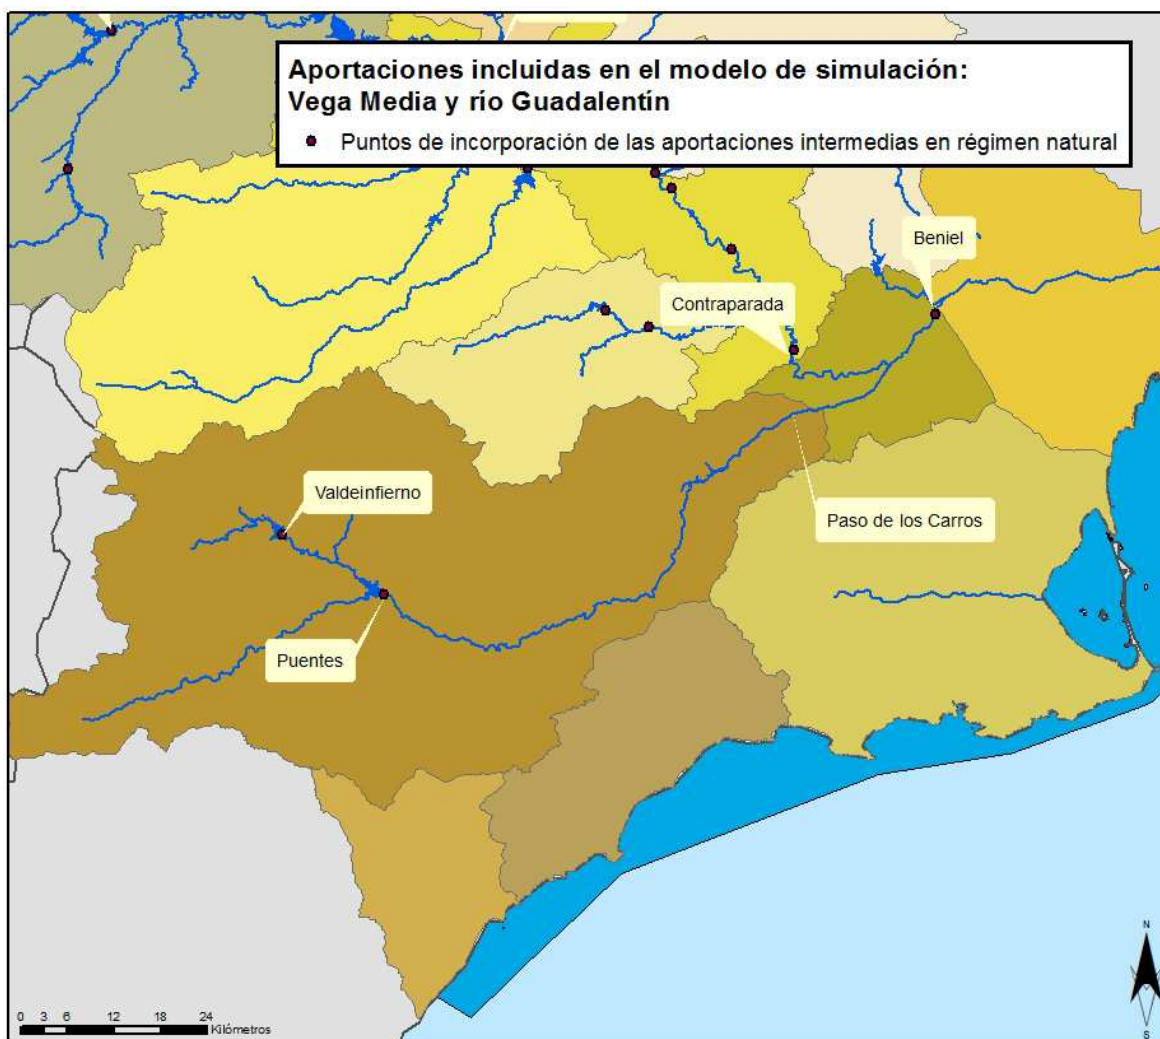 Aportaciones incluidas en el modelo de simulación:
Vega Media y río Guadalentín
Puntos de incorporación de las aportaciones intermedias en régimen natural
Beniel
Contraparada
Valdeinfierno
Paso de los Carros
Puentes
N
S
0 3 6 12 18 24
Kilómetros